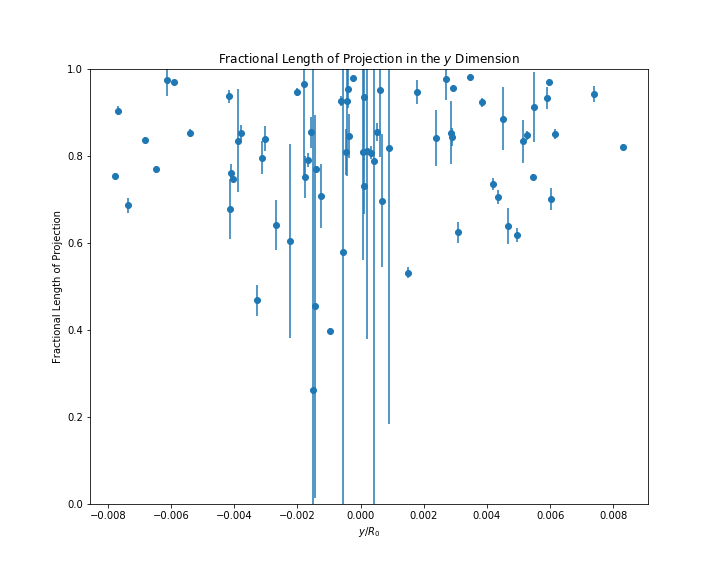 Fractional Length of Projection in the y Dimension
1.0
0.8
0.6
0.4
0.2
0.0
Fractional Length of Projection
−0.008 −0.006 −0.004 −0.002 0.000 0.002 0.004 0.006 0.008
y/R₀